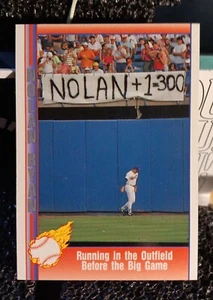 NOLAN + 1=300
Running in the Outfield
Before the Big Game